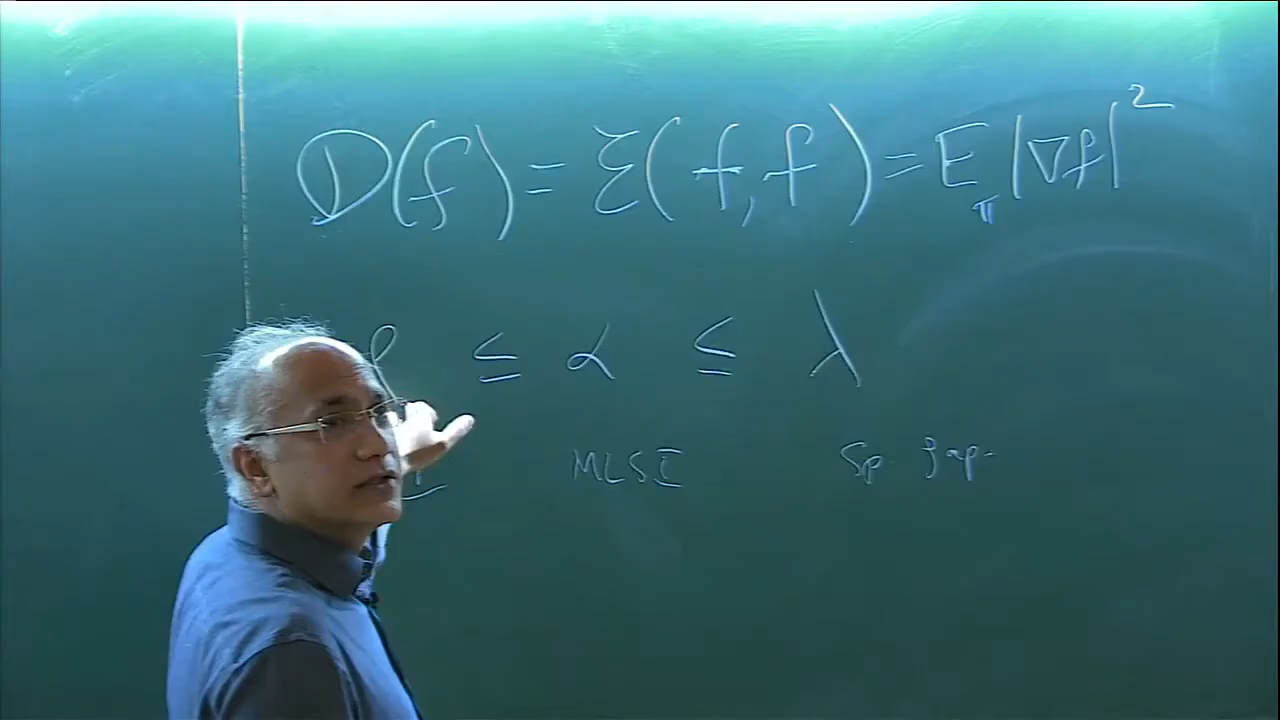 D(f) = ℰ(f, f) = E_π |∇f|²
ρ ≤ α ≤ λ
MLSI Sp. gap.